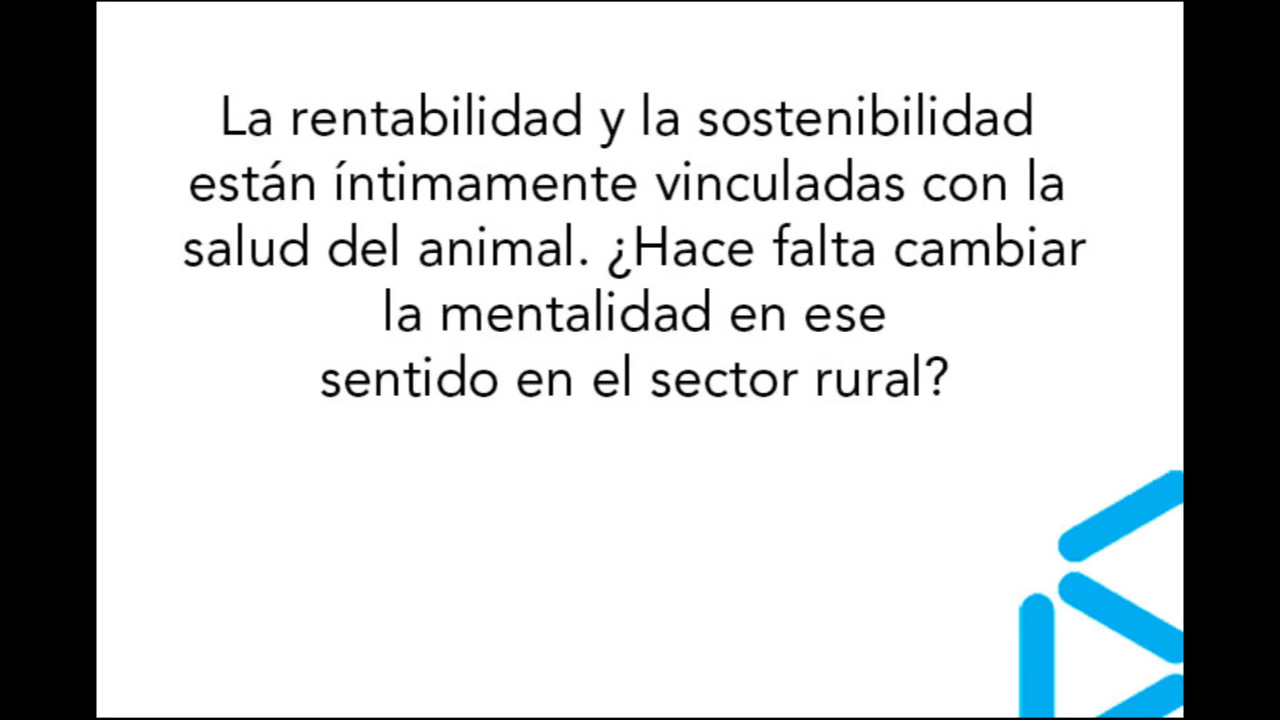 La rentabilidad y la sostenibilidad
están íntimamente vinculadas con la
salud del animal. ¿Hace falta cambiar
la mentalidad en ese
sentido en el sector rural?